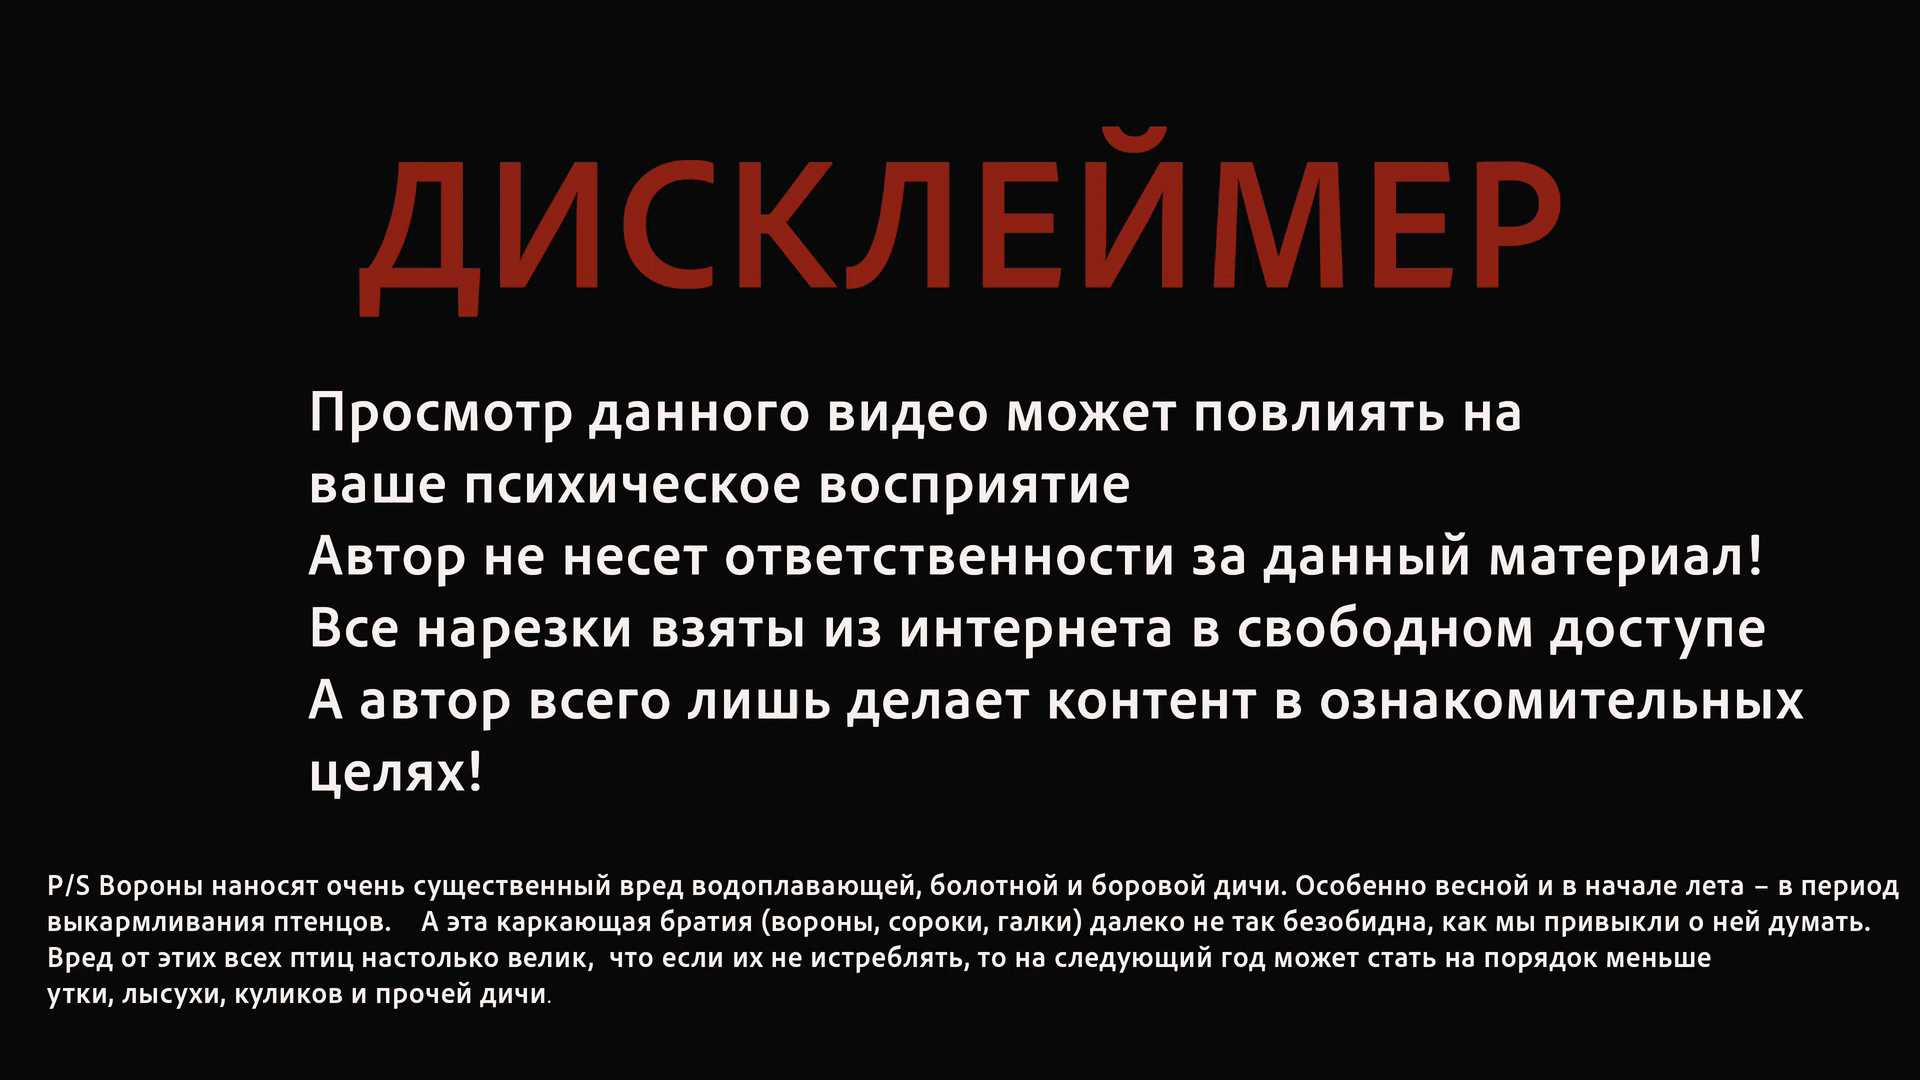 ДИСКЛЕЙМЕР
Просмотр данного видео может повлиять на
ваше психическое восприятие
Автор не несет ответственности за данный материал!
Все нарезки взяты из интернета в свободном доступе
А автор всего лишь делает контент в ознакомительных
целях!
P/S Вороны наносят очень существенный вред водоплавающей, болотной и боровой дичи. Особенно весной и в начале лета – в период
выкармливания птенцов.    А эта каркающая братия (вороны, сороки, галки) далеко не так безобидна, как мы привыкли о ней думать.
Вред от этих всех птиц настолько велик,  что если их не истреблять, то на следующий год может стать на порядок меньше
утки, лысухи, куликов и прочей дичи.